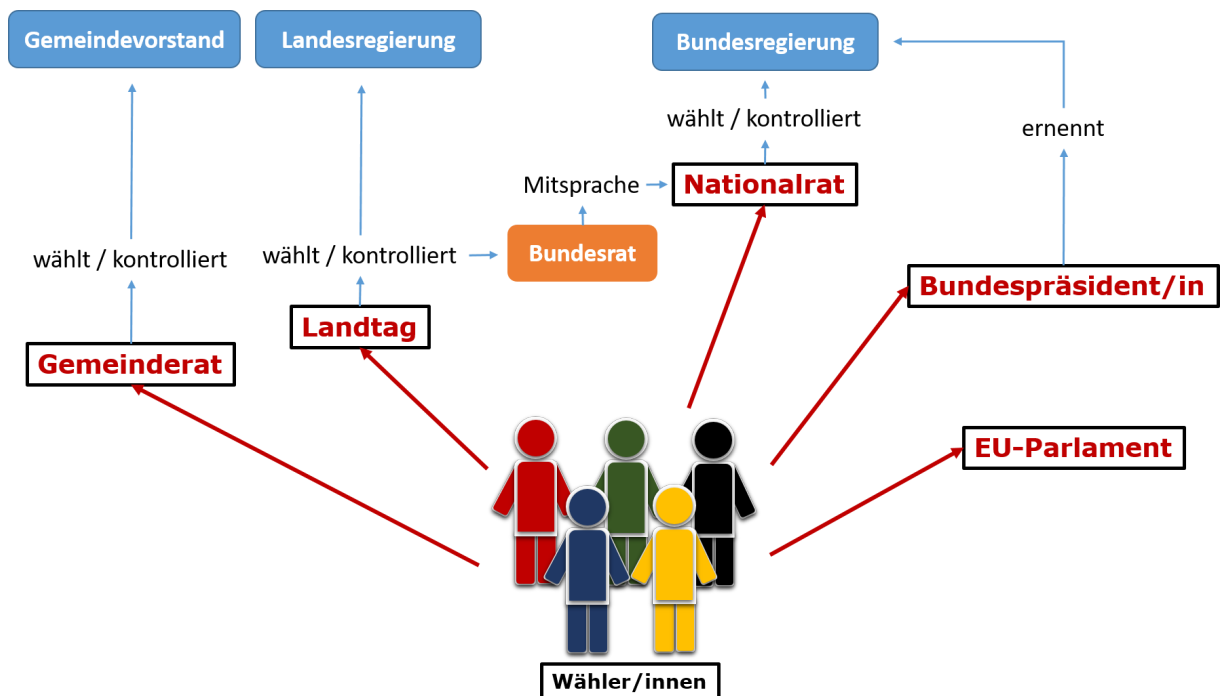 Gemeindevorstand
Landesregierung
Bundesregierung
wählt / kontrolliert
ernennt
Mitsprache
Nationalrat
wählt / kontrolliert
wählt / kontrolliert
Bundesrat
Bundespräsident/in
Landtag
Gemeinderat
EU-Parlament
Wähler/innen